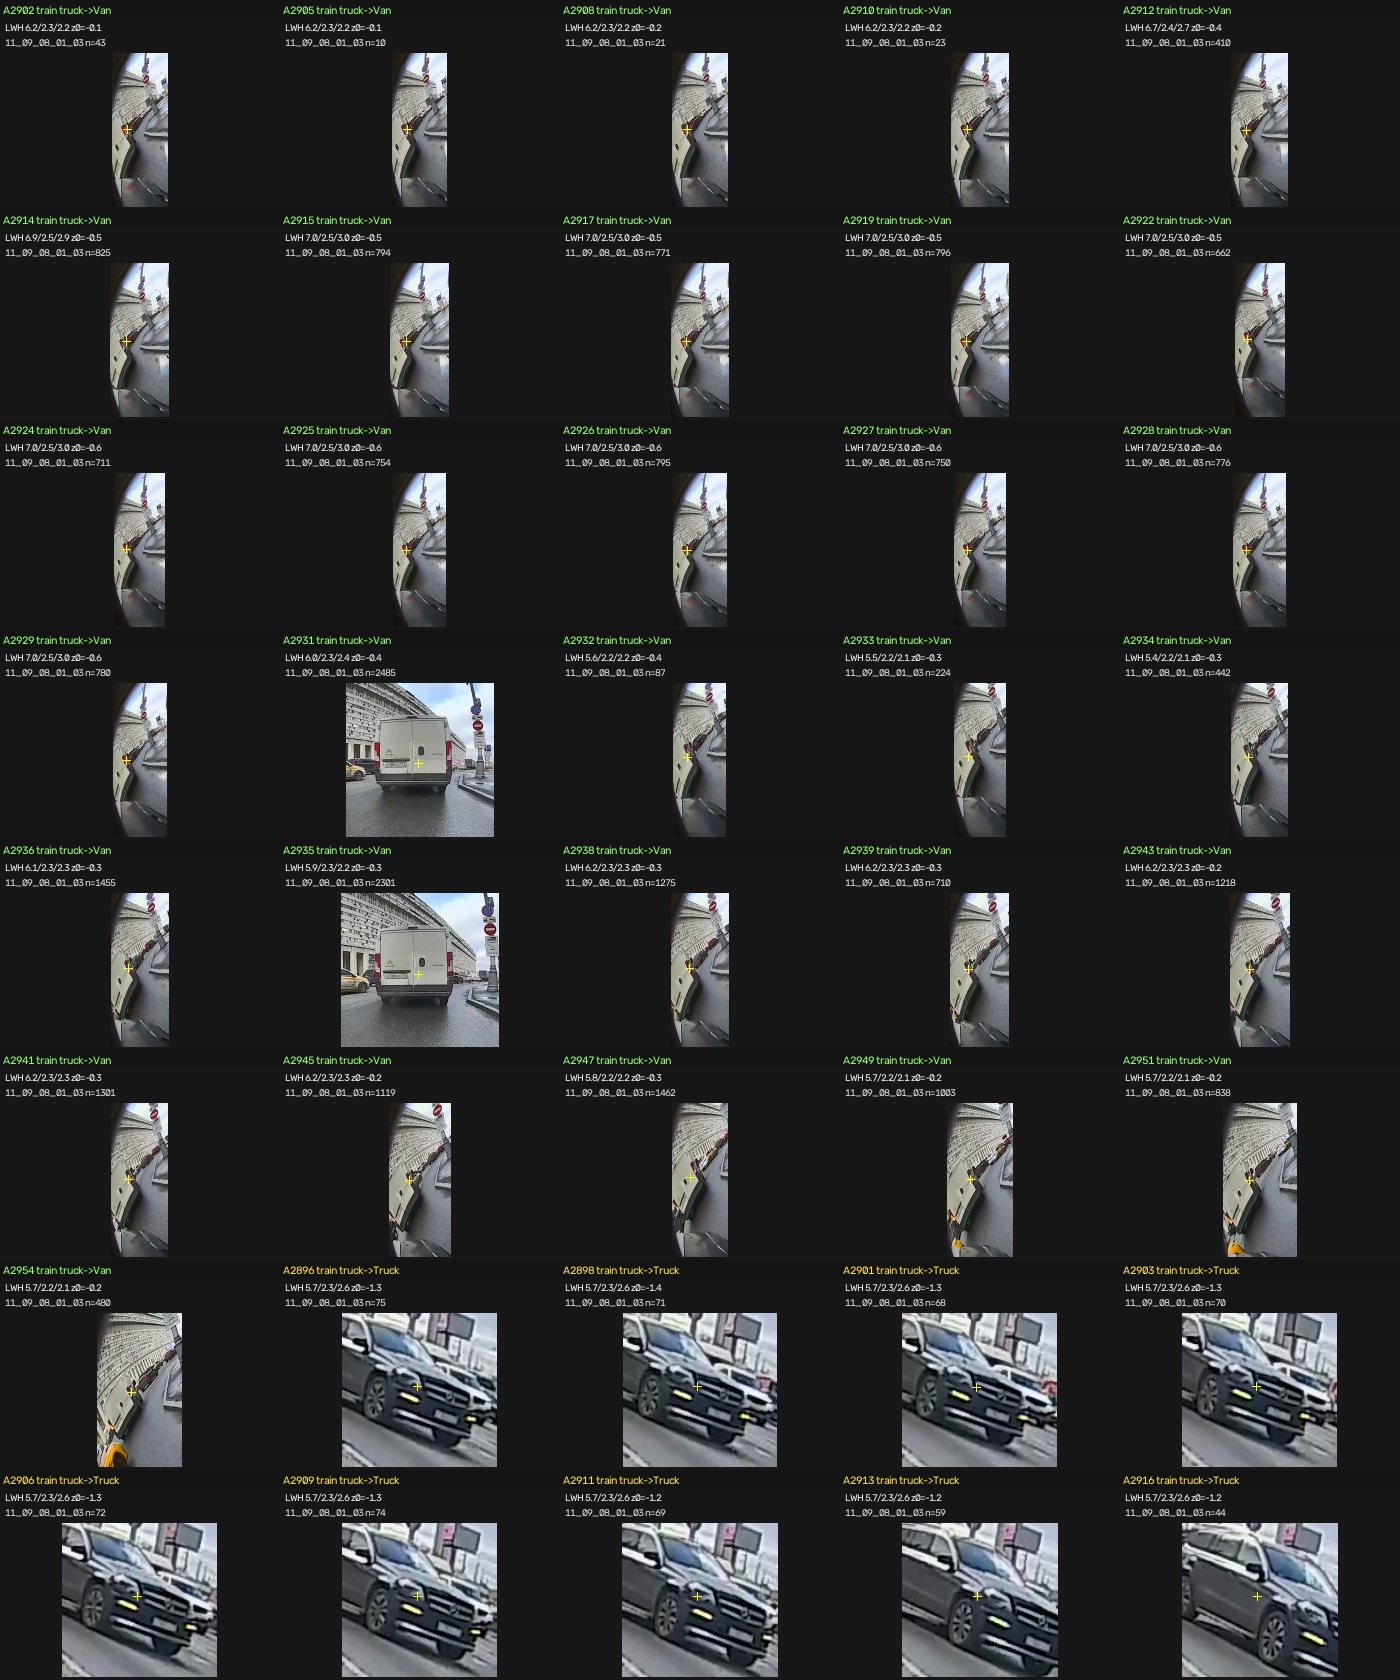 A2902 train truck->Van
LWH 6.2/2.3/2.2 z0=-0.1
11_09_08_01_03 n=43
A2905 train truck->Van
LWH 6.2/2.3/2.2 z0=-0.1
11_09_08_01_03 n=10
A2908 train truck->Van
LWH 6.2/2.3/2.2 z0=-0.2
11_09_08_01_03 n=21
A2910 train truck->Van
LWH 6.2/2.3/2.2 z0=-0.2
11_09_08_01_03 n=23
A2912 train truck->Van
LWH 6.7/2.4/2.7 z0=-0.4
11_09_08_01_03 n=410
A2914 train truck->Van
LWH 6.9/2.5/2.9 z0=-0.5
11_09_08_01_03 n=825
A2915 train truck->Van
LWH 7.0/2.5/3.0 z0=-0.5
11_09_08_01_03 n=794
A2917 train truck->Van
LWH 7.0/2.5/3.0 z0=-0.5
11_09_08_01_03 n=771
A2919 train truck->Van
LWH 7.0/2.5/3.0 z0=-0.5
11_09_08_01_03 n=796
A2922 train truck->Van
LWH 7.0/2.5/3.0 z0=-0.5
11_09_08_01_03 n=662
A2924 train truck->Van
LWH 7.0/2.5/3.0 z0=-0.6
11_09_08_01_03 n=711
A2925 train truck->Van
LWH 7.0/2.5/3.0 z0=-0.6
11_09_08_01_03 n=754
A2926 train truck->Van
LWH 7.0/2.5/3.0 z0=-0.6
11_09_08_01_03 n=795
A2927 train truck->Van
LWH 7.0/2.5/3.0 z0=-0.6
11_09_08_01_03 n=750
A2928 train truck->Van
LWH 7.0/2.5/3.0 z0=-0.6
11_09_08_01_03 n=776
A2929 train truck->Van
LWH 7.0/2.5/3.0 z0=-0.6
11_09_08_01_03 n=780
A2931 train truck->Van
LWH 6.0/2.3/2.4 z0=-0.4
11_09_08_01_03 n=2485
A2932 train truck->Van
LWH 5.6/2.2/2.2 z0=-0.4
11_09_08_01_03 n=87
A2933 train truck->Van
LWH 5.5/2.2/2.1 z0=-0.3
11_09_08_01_03 n=224
A2934 train truck->Van
LWH 5.4/2.2/2.1 z0=-0.3
11_09_08_01_03 n=442
A2936 train truck->Van
LWH 6.1/2.3/2.3 z0=-0.3
11_09_08_01_03 n=1455
A2935 train truck->Van
LWH 5.9/2.3/2.2 z0=-0.3
11_09_08_01_03 n=2301
A2938 train truck->Van
LWH 6.2/2.3/2.3 z0=-0.3
11_09_08_01_03 n=1275
A2939 train truck->Van
LWH 6.2/2.3/2.3 z0=-0.3
11_09_08_01_03 n=710
A2943 train truck->Van
LWH 6.2/2.3/2.3 z0=-0.2
11_09_08_01_03 n=1218
A2941 train truck->Van
LWH 6.2/2.3/2.3 z0=-0.3
11_09_08_01_03 n=1301
A2945 train truck->Van
LWH 6.2/2.3/2.3 z0=-0.2
11_09_08_01_03 n=1119
A2947 train truck->Van
LWH 5.8/2.2/2.2 z0=-0.3
11_09_08_01_03 n=1462
A2949 train truck->Van
LWH 5.7/2.2/2.1 z0=-0.2
11_09_08_01_03 n=1003
A2951 train truck->Van
LWH 5.7/2.2/2.1 z0=-0.2
11_09_08_01_03 n=838
A2954 train truck->Van
LWH 5.7/2.2/2.1 z0=-0.2
11_09_08_01_03 n=480
A2896 train truck->Truck
LWH 5.7/2.3/2.6 z0=-1.3
11_09_08_01_03 n=75
A2898 train truck->Truck
LWH 5.7/2.3/2.6 z0=-1.4
11_09_08_01_03 n=71
A2901 train truck->Truck
LWH 5.7/2.3/2.6 z0=-1.3
11_09_08_01_03 n=68
A2903 train truck->Truck
LWH 5.7/2.3/2.6 z0=-1.3
11_09_08_01_03 n=70
A2906 train truck->Truck
LWH 5.7/2.3/2.6 z0=-1.3
11_09_08_01_03 n=72
A2909 train truck->Truck
LWH 5.7/2.3/2.6 z0=-1.3
11_09_08_01_03 n=74
A2911 train truck->Truck
LWH 5.7/2.3/2.6 z0=-1.2
11_09_08_01_03 n=69
A2913 train truck->Truck
LWH 5.7/2.3/2.6 z0=-1.2
11_09_08_01_03 n=59
A2916 train truck->Truck
LWH 5.7/2.3/2.6 z0=-1.2
11_09_08_01_03 n=44